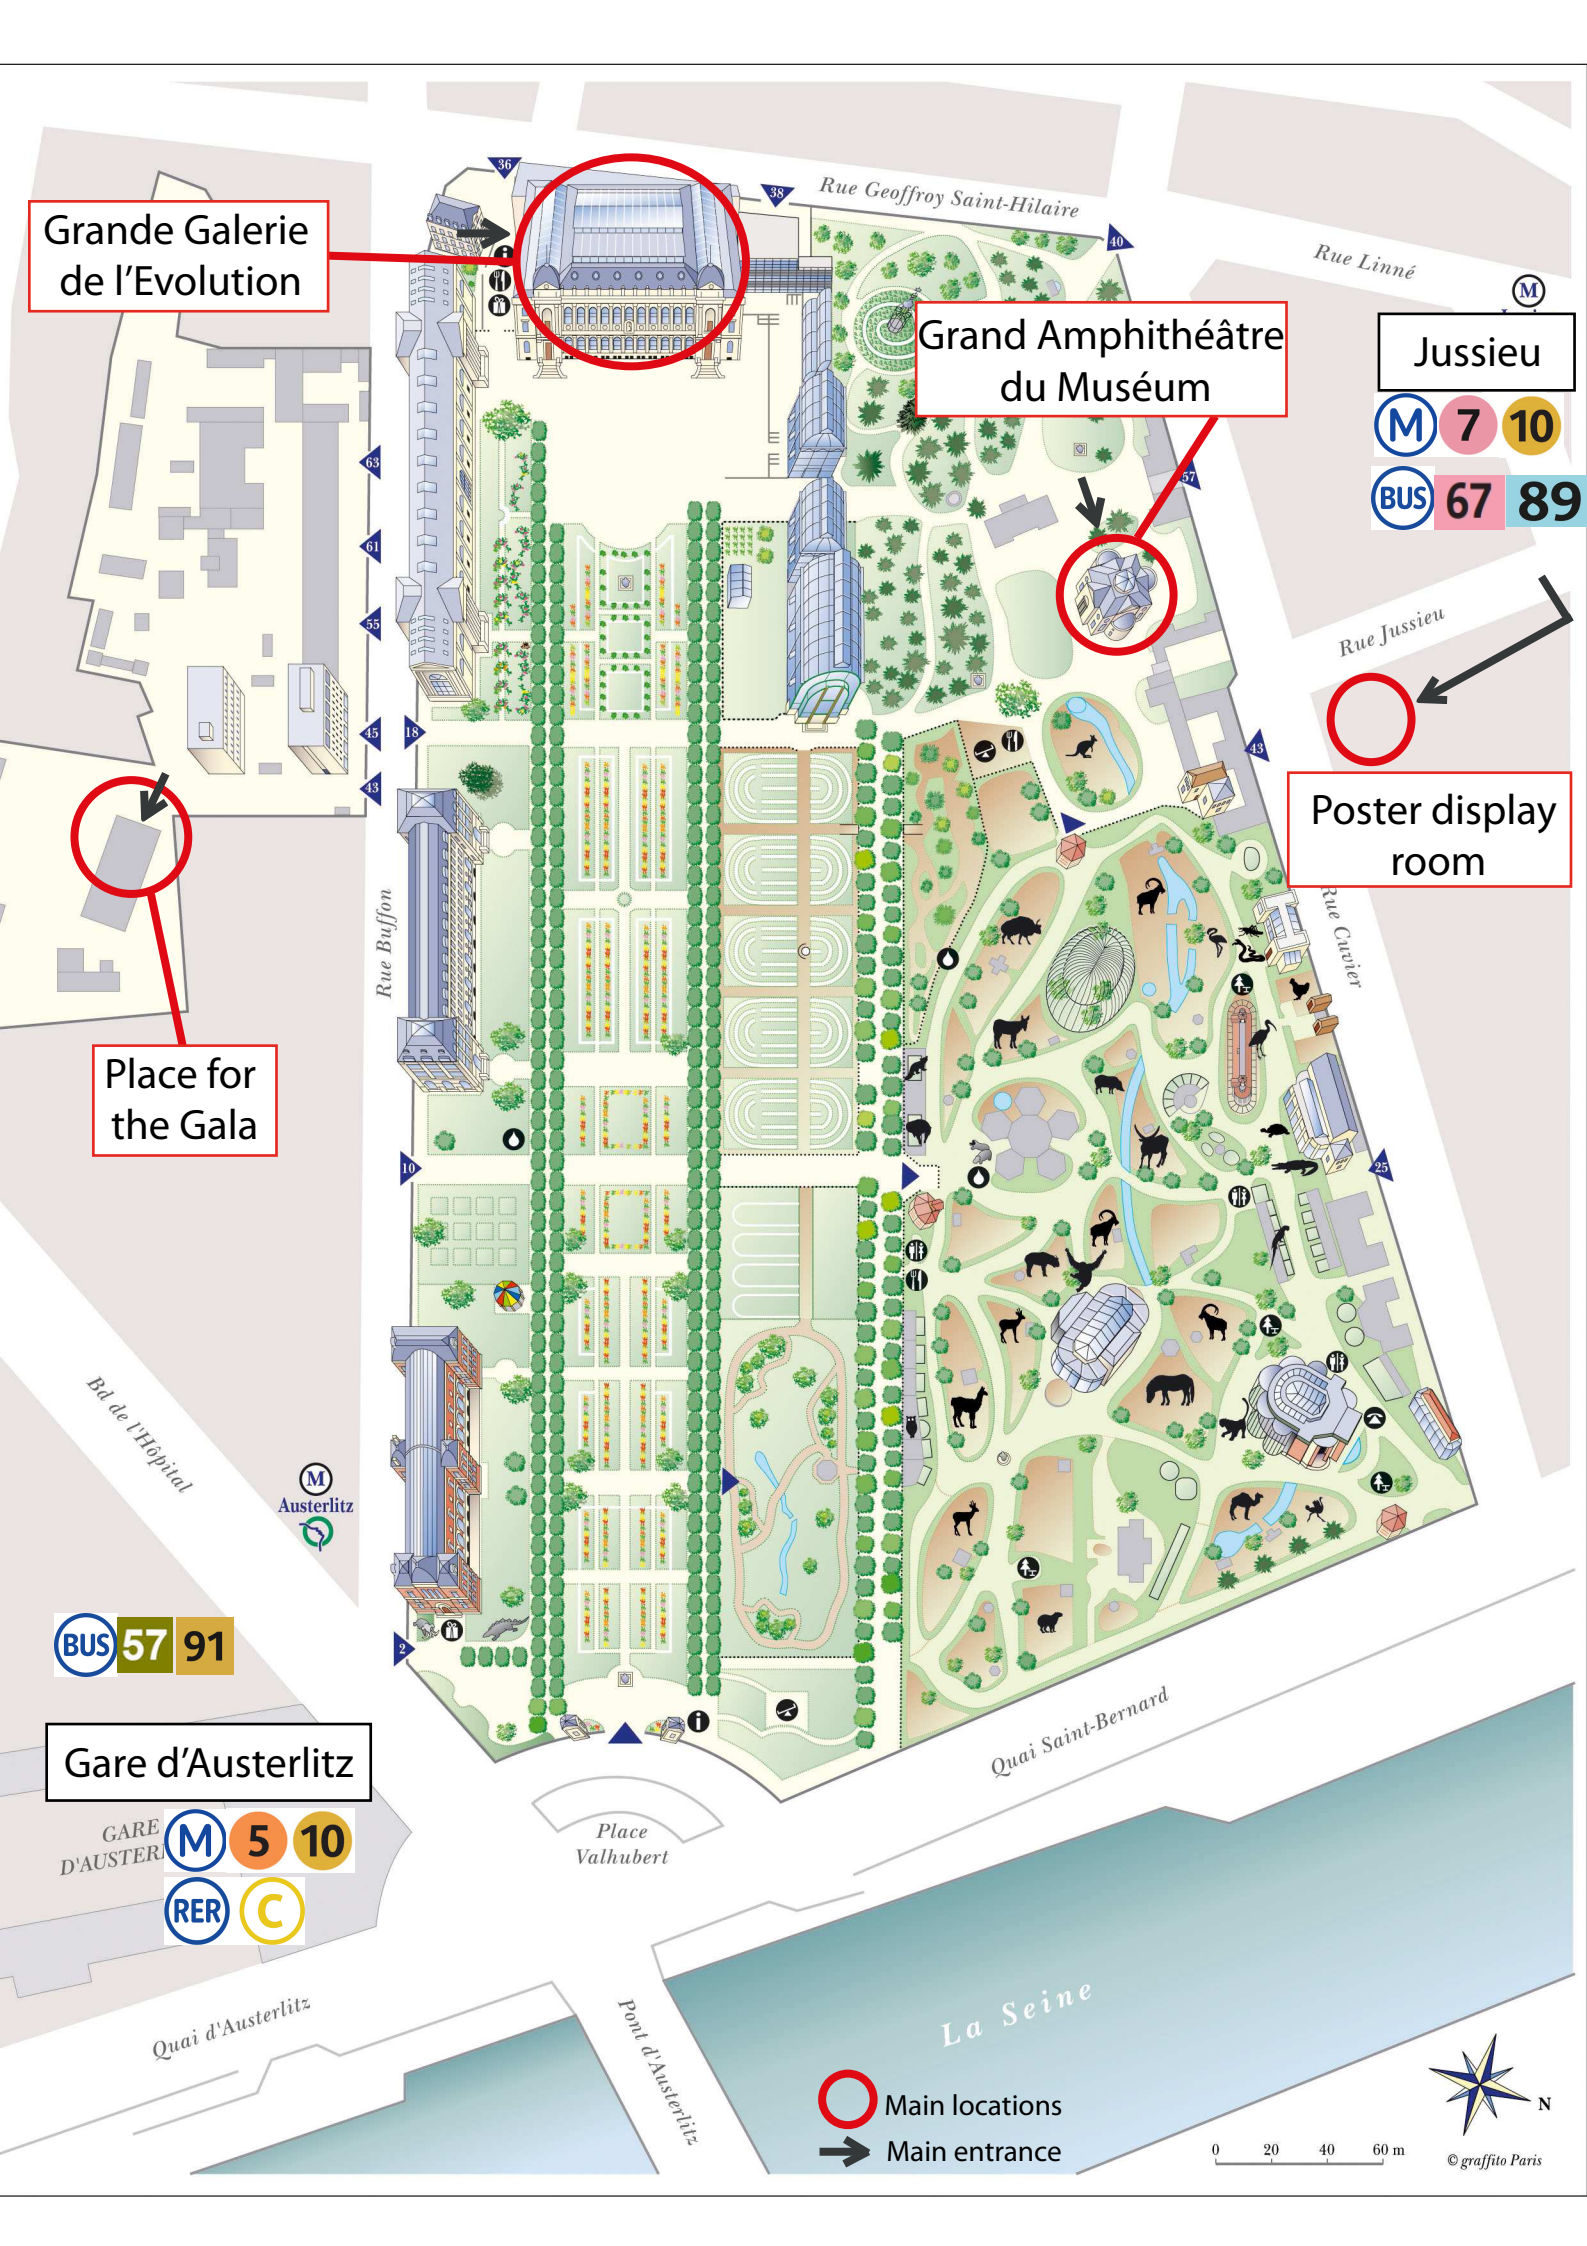 36
38
Rue Geoffroy Saint-Hilaire
40
Rue Linné
Grande Galerie
de l'Evolution
i
M
Grand Amphithéâtre
du Muséum
Jussieu
M 7 10
BUS 67 89
63
57
61
55
Rue Jussieu
45
18
43
43
Poster display
room
Rue Buffon
Rue Cuvier
Place for
the Gala
10
25
Bd de l'Hôpital
M
Austerlitz
BUS 57 91
2
i
Quai Saint-Bernard
Gare d'Austerlitz
GARE
M 5 10
RER C
Place
Valhubert
Quai d'Austerlitz
Pont d'Austerlitz
La Seine
Main locations
Main entrance
0 20 40 60 m
N
© graffito Paris